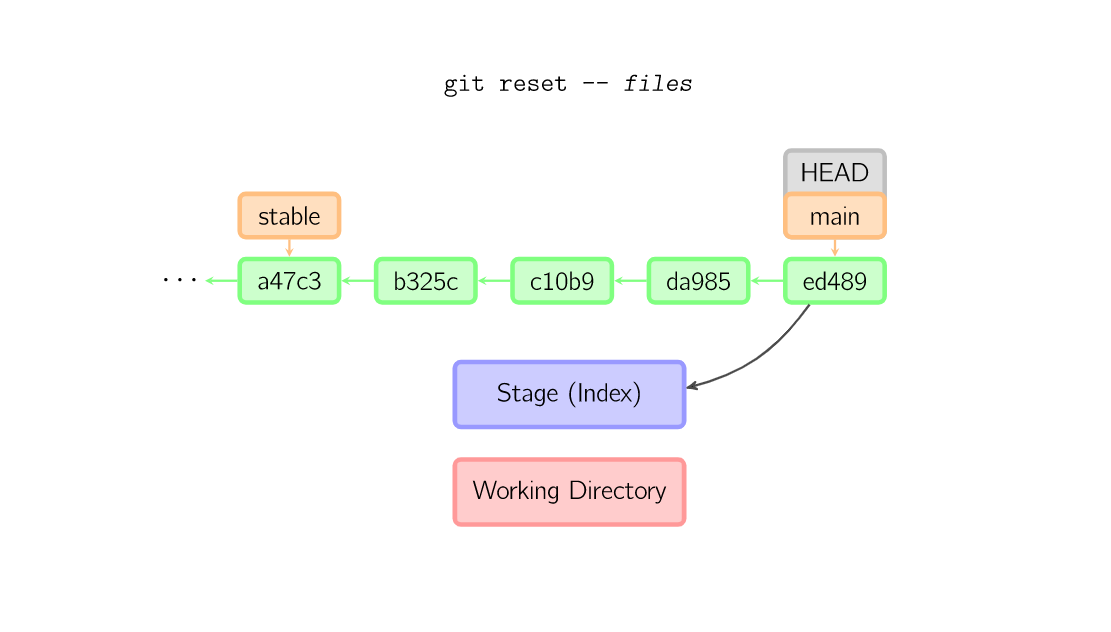 git reset -- files
HEAD
stable
main
··· a47c3 b325c c10b9 da985 ed489
Stage (Index)
Working Directory